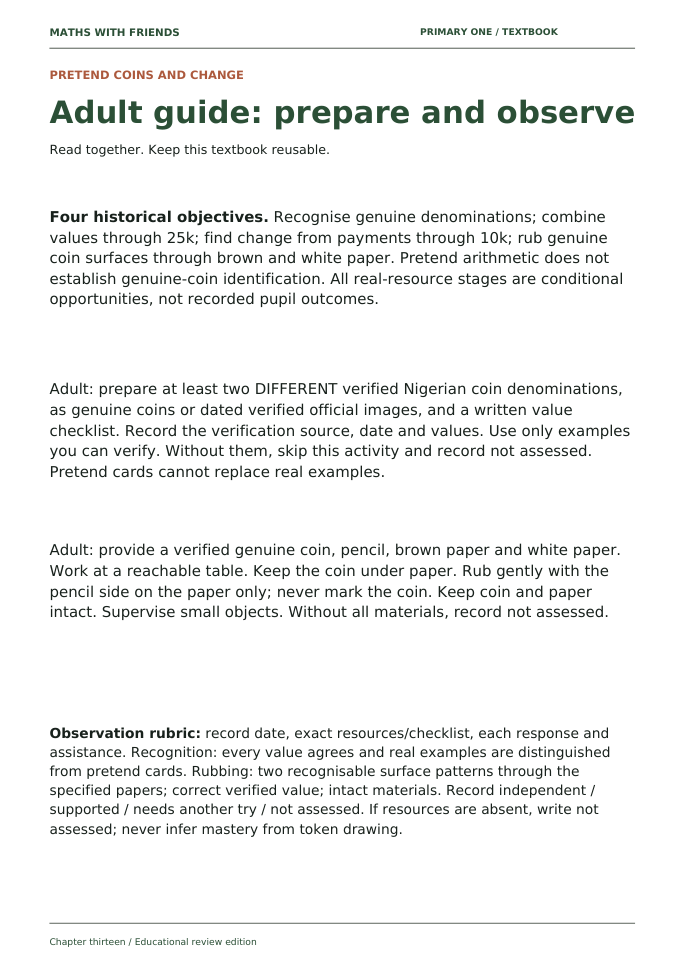 MATHS WITH FRIENDS
PRIMARY ONE / TEXTBOOK
PRETEND COINS AND CHANGE
Adult guide: prepare and observe
Read together. Keep this textbook reusable.
Four historical objectives. Recognise genuine denominations; combine
values through 25k; find change from payments through 10k; rub genuine
coin surfaces through brown and white paper. Pretend arithmetic does not
establish genuine-coin identification. All real-resource stages are conditional
opportunities, not recorded pupil outcomes.
Adult: prepare at least two DIFFERENT verified Nigerian coin denominations,
as genuine coins or dated verified official images, and a written value
checklist. Record the verification source, date and values. Use only examples
you can verify. Without them, skip this activity and record not assessed.
Pretend cards cannot replace real examples.
Adult: provide a verified genuine coin, pencil, brown paper and white paper.
Work at a reachable table. Keep the coin under paper. Rub gently with the
pencil side on the paper only; never mark the coin. Keep coin and paper
intact. Supervise small objects. Without all materials, record not assessed.
Observation rubric: record date, exact resources/checklist, each response and
assistance. Recognition: every value agrees and real examples are distinguished
from pretend cards. Rubbing: two recognisable surface patterns through the
specified papers; correct verified value; intact materials. Record independent /
supported / needs another try / not assessed. If resources are absent, write not
assessed; never infer mastery from token drawing.
Chapter thirteen / Educational review edition